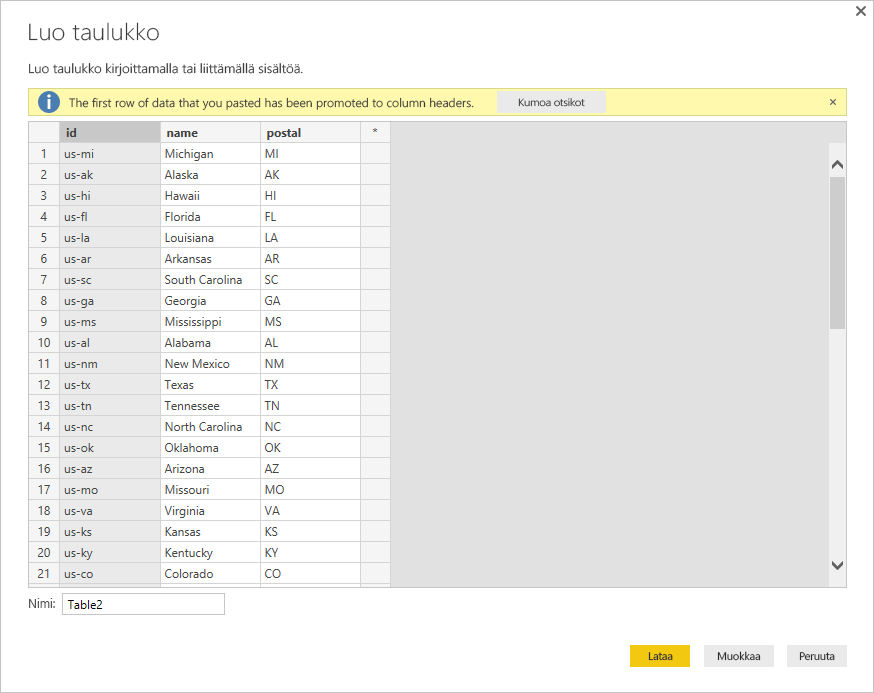 Luo taulukko
Luo taulukko kirjoittamalla tai liittämällä sisältöä.
The first row of data that you pasted has been promoted to column headers. Kumoa otsikot
id name postal *
1 us-mi Michigan MI
2 us-ak Alaska AK
3 us-hi Hawaii HI
4 us-fl Florida FL
5 us-la Louisiana LA
6 us-ar Arkansas AR
7 us-sc South Carolina SC
8 us-ga Georgia GA
9 us-ms Mississippi MS
10 us-al Alabama AL
11 us-nm New Mexico NM
12 us-tx Texas TX
13 us-tn Tennessee TN
14 us-nc North Carolina NC
15 us-ok Oklahoma OK
16 us-az Arizona AZ
17 us-mo Missouri MO
18 us-va Virginia VA
19 us-ks Kansas KS
20 us-ky Kentucky KY
21 us-co Colorado CO
Nimi: Table2
Lataa Muokkaa Peruuta